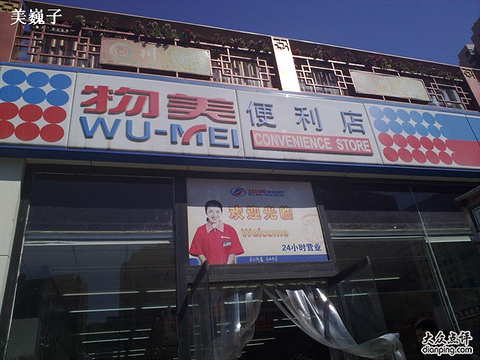 美巍子
物美
WU-MEI
便利店
CONVENIENCE STORE
欢迎光临
Welcome
24小时营业
大众点评
dianping.com